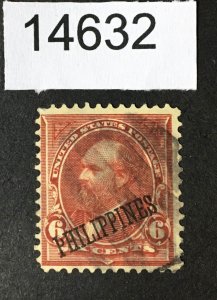 14632
UNITED STATES POSTAGE
PHILIPPINES
6 6
CENTS